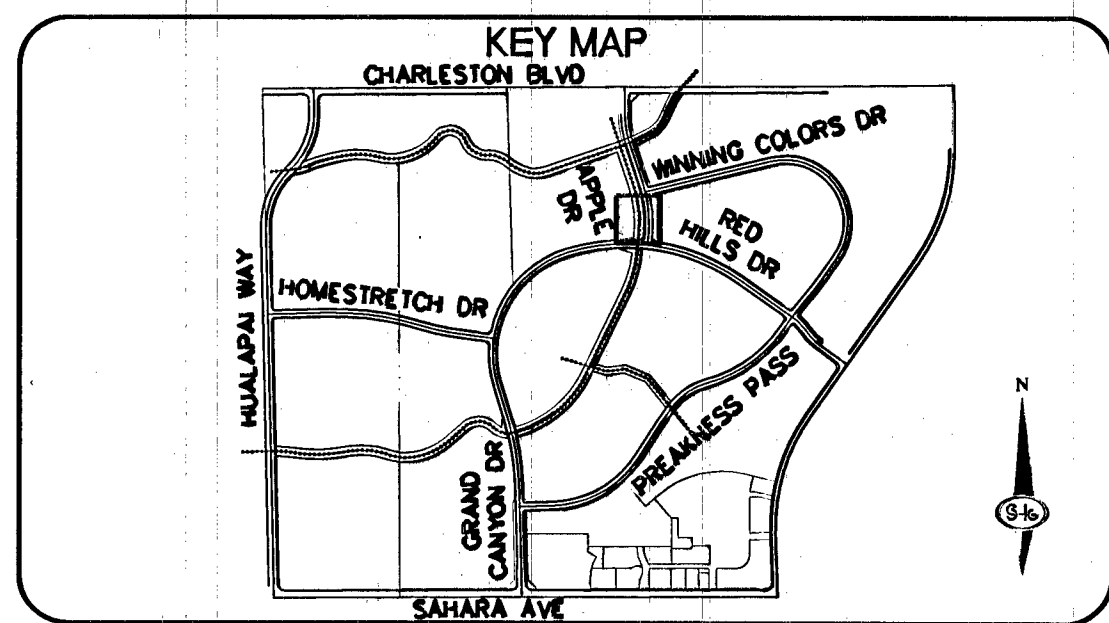 KEY MAP
CHARLESTON BLVD
WINNING COLORS DR
APPLE
DR
RED
HILLS DR
HUALAPAI WAY
HOMESTRETCH DR
PREAKNESS PASS
GRAND
CANYON DR
SAHARA AVE
N